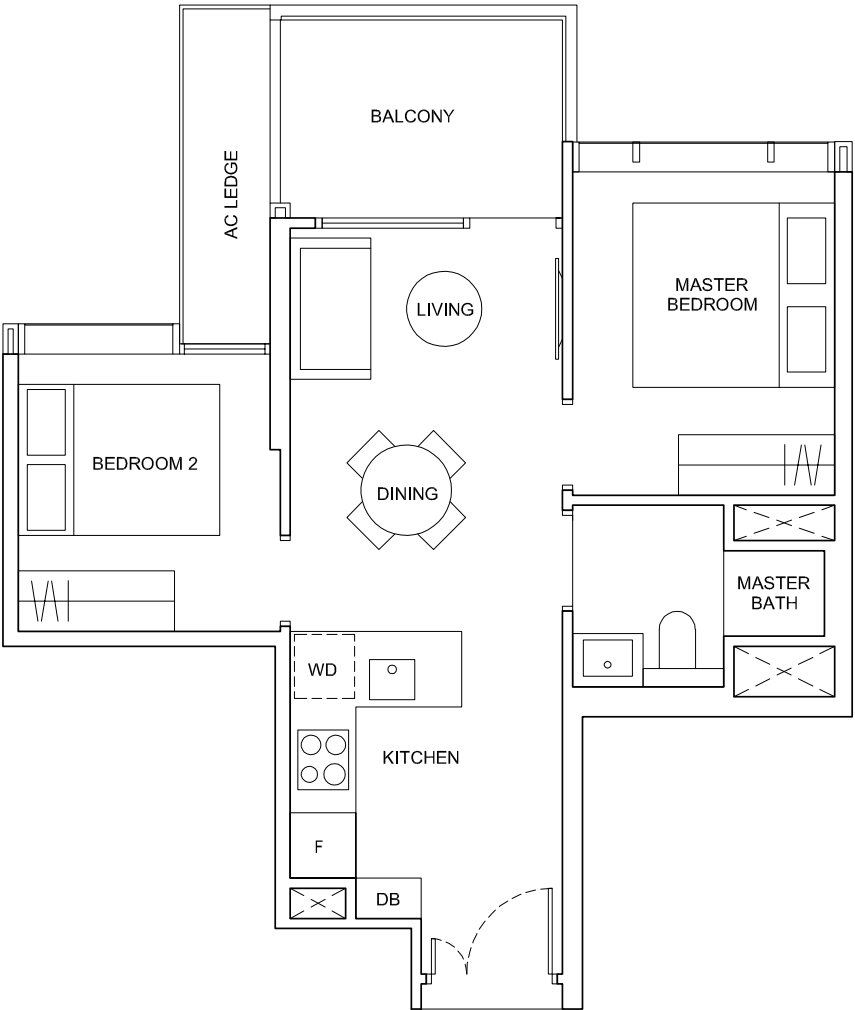 BALCONY
AC LEDGE
MASTER
BEDROOM
LIVING
BEDROOM 2
DINING
MASTER
BATH
WD
KITCHEN
F
DB